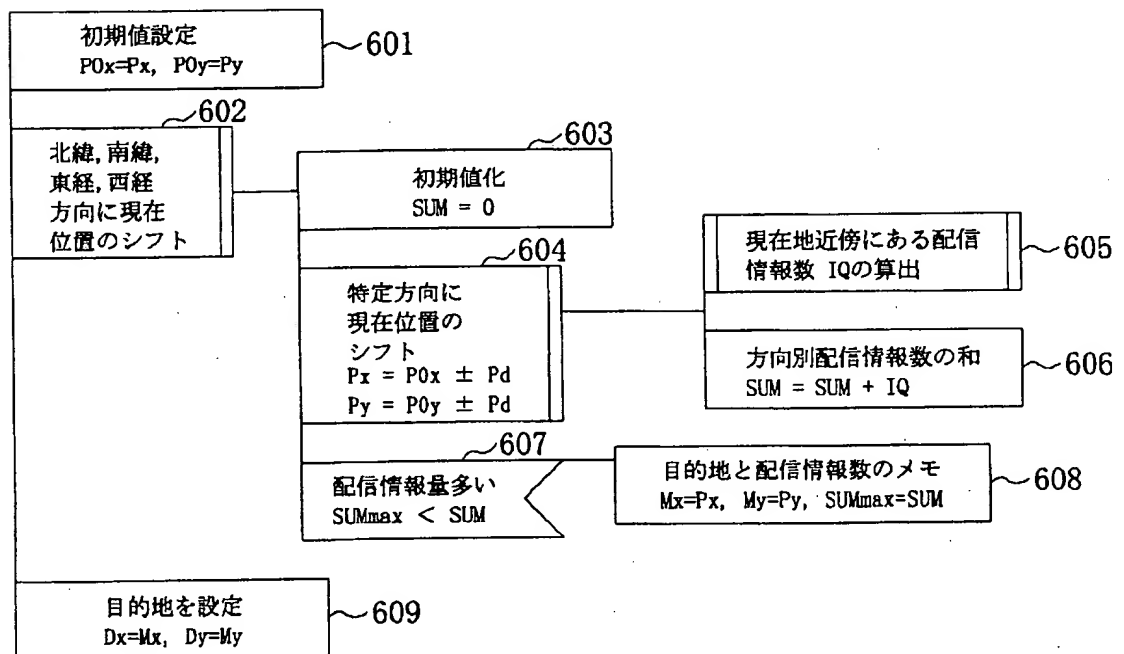 初期値設定
P0x=Px, P0y=Py
601
602
北緯,南緯,
東経,西経
方向に現在
位置のシフト
603
初期値化
SUM = 0
604
特定方向に
現在位置の
シフト
Px = P0x ± Pd
Py = P0y ± Pd
現在地近傍にある配信
情報数 IQの算出
605
方向別配信情報数の和
SUM = SUM + IQ
606
607
配信情報量多い
SUMmax < SUM
目的地と配信情報数のメモ
Mx=Px, My=Py, SUMmax=SUM
608
目的地を設定
Dx=Mx, Dy=My
609